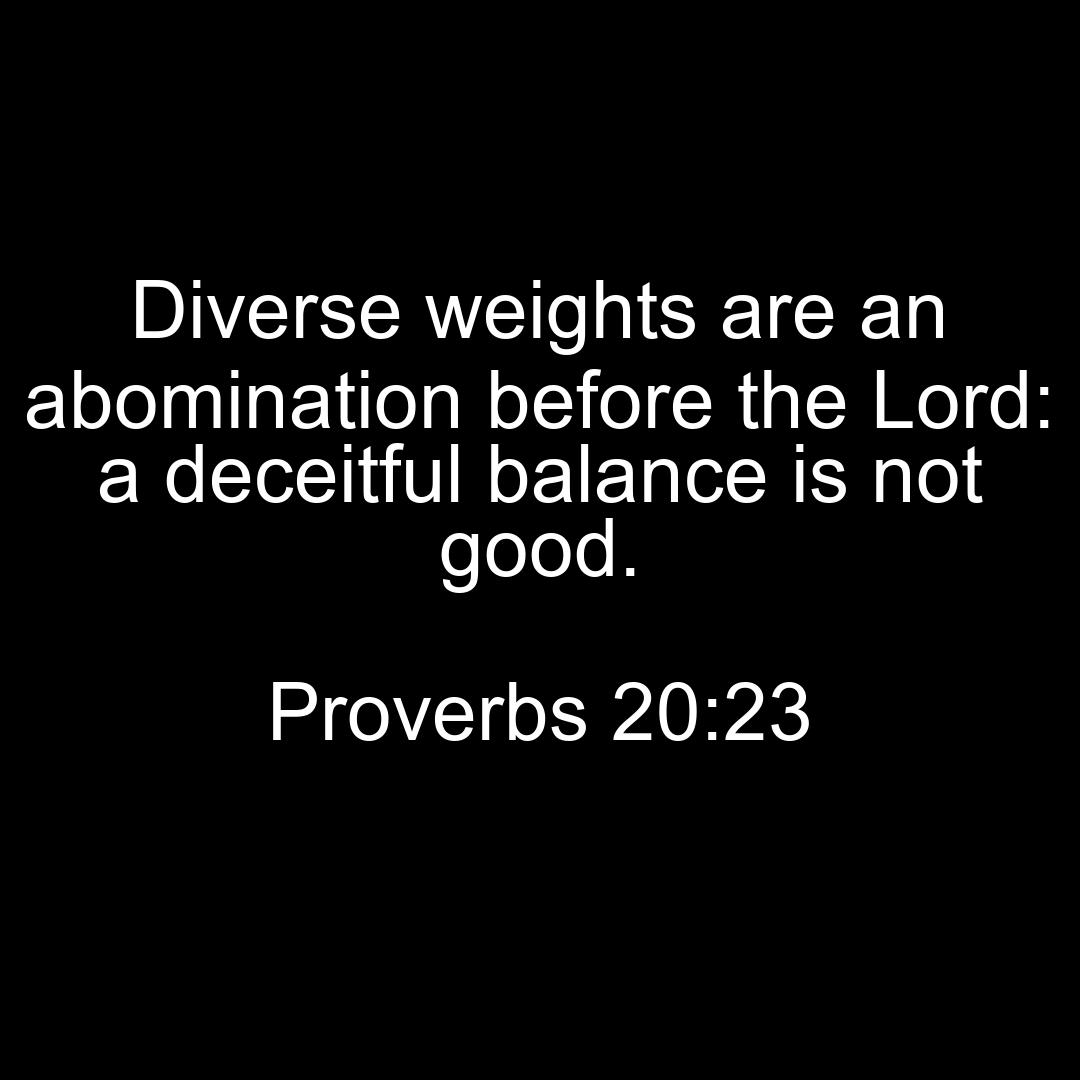 Diverse weights are an
abomination before the Lord:
a deceitful balance is not
good.
Proverbs 20:23